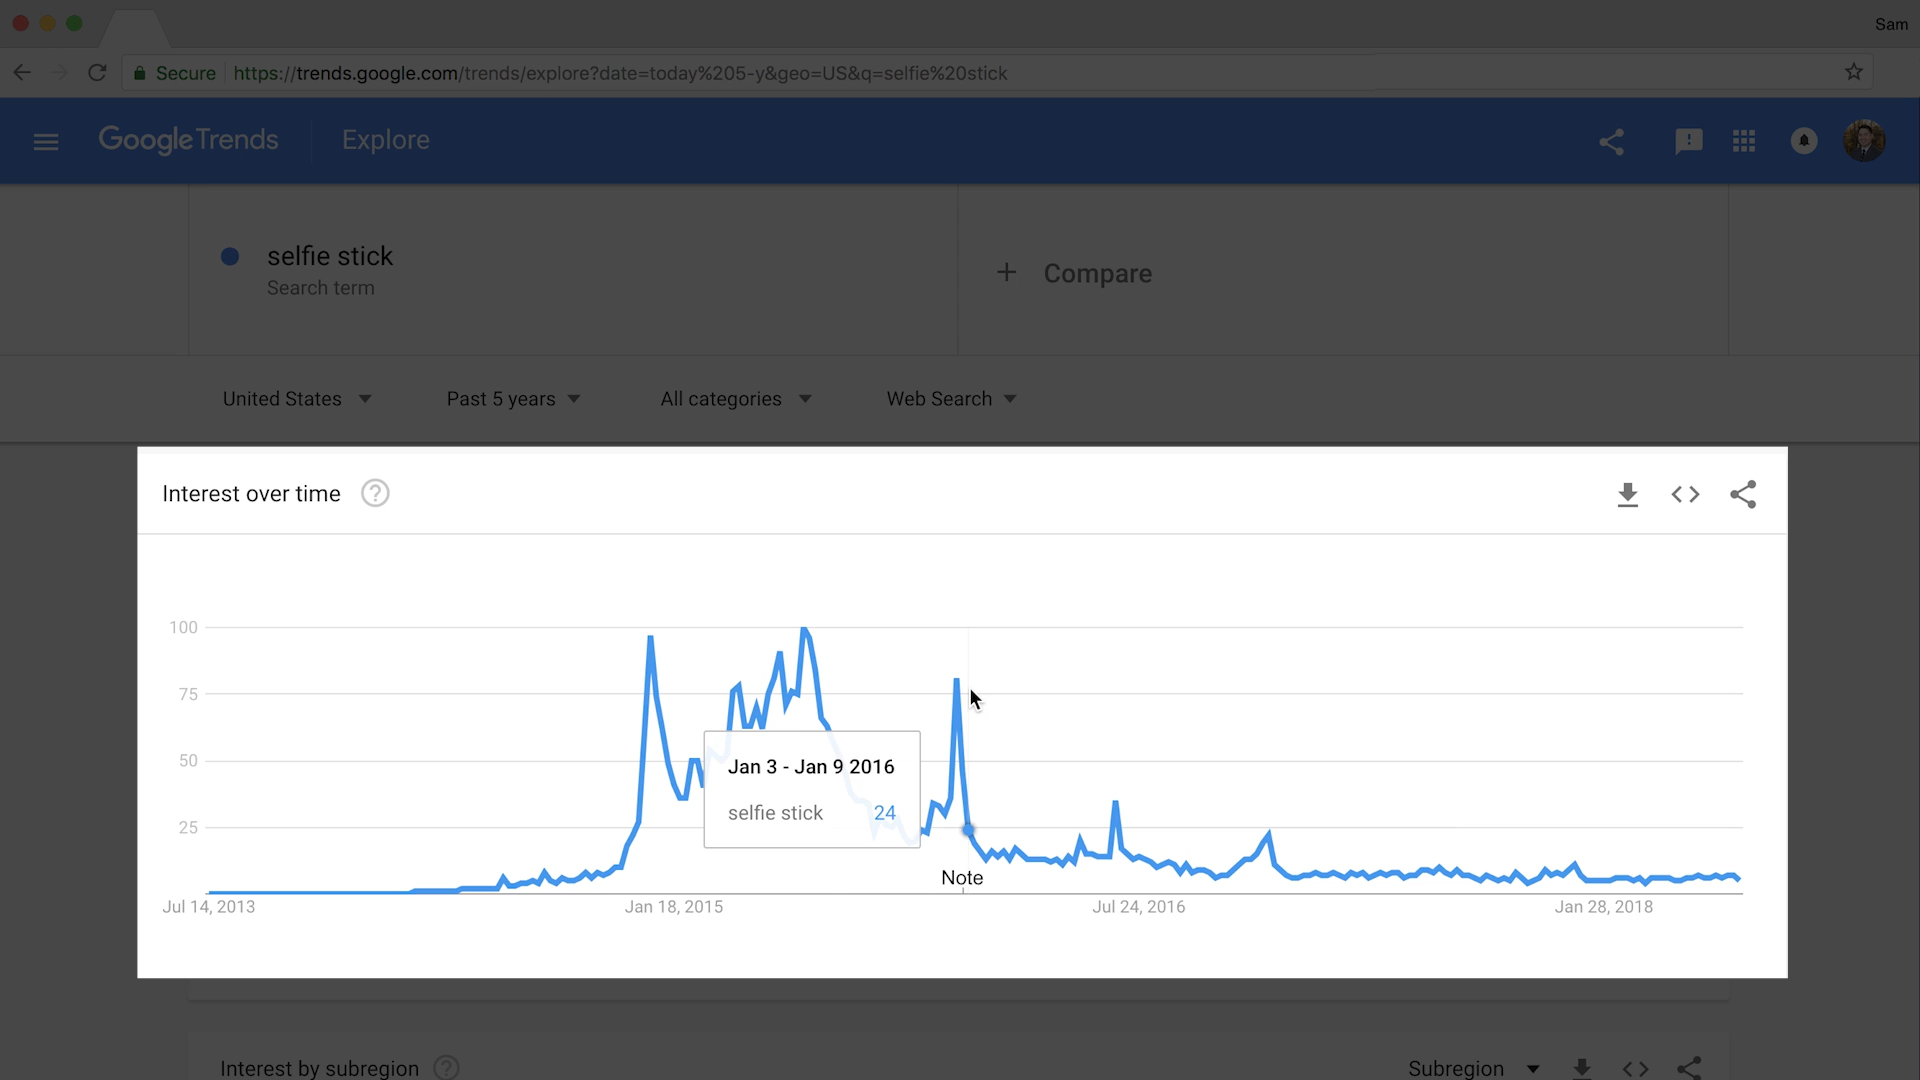 Sam
Secure https://trends.google.com/trends/explore?date=today%205-y&geo=US&q=selfie%20stick
Google Trends Explore
selfie stick
Search term
+ Compare
United States Past 5 years All categories Web Search
Interest over time ?
100
75
50
25
Jan 3 - Jan 9 2016
selfie stick 24
Note
Jul 14, 2013 Jan 18, 2015 Jul 24, 2016 Jan 28, 2018
Interest by subregion ? Subregion